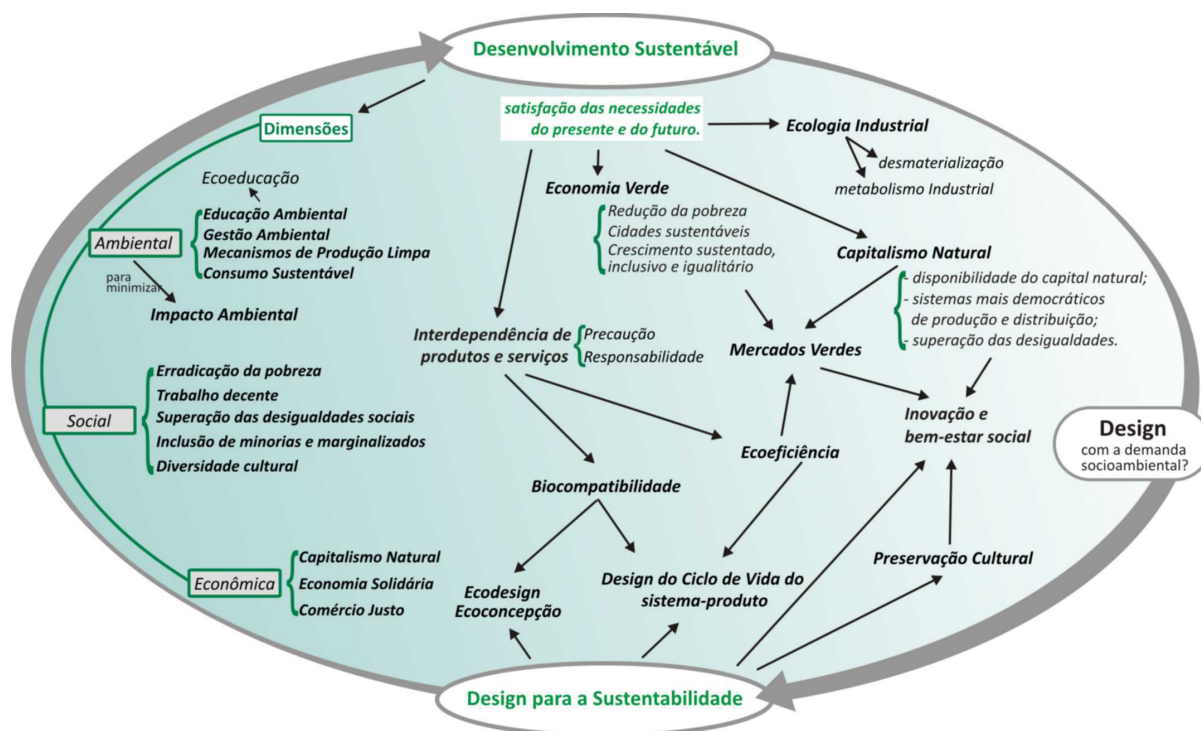 Desenvolvimento Sustentável
Dimensões
satisfação das necessidades
do presente e do futuro.
Ecologia Industrial
desmaterialização
metabolismo Industrial
Ecoeducação
Economia Verde
Educação Ambiental
Gestão Ambiental
Mecanismos de Produção Limpa
Consumo Sustentável
Ambiental
para
minimizar
Impacto Ambiental
Redução da pobreza
Cidades sustentáveis
Crescimento sustentado,
inclusivo e igualitário
Capitalismo Natural
- disponibilidade do capital natural;
- sistemas mais democráticos
de produção e distribuição;
- superação das desigualdades.
Interdependência de
produtos e serviços
Precaução
Responsabilidade
Mercados Verdes
Social
Erradicação da pobreza
Trabalho decente
Superação das desigualdades sociais
Inclusão de minorias e marginalizados
Diversidade cultural
Inovação e
bem-estar social
Design
com a demanda
socioambiental?
Ecoeficiência
Biocompatibilidade
Econômica
Capitalismo Natural
Economia Solidária
Comércio Justo
Ecodesign
Ecoconcepção
Design do Ciclo de Vida do
sistema-produto
Preservação Cultural
Design para a Sustentabilidade